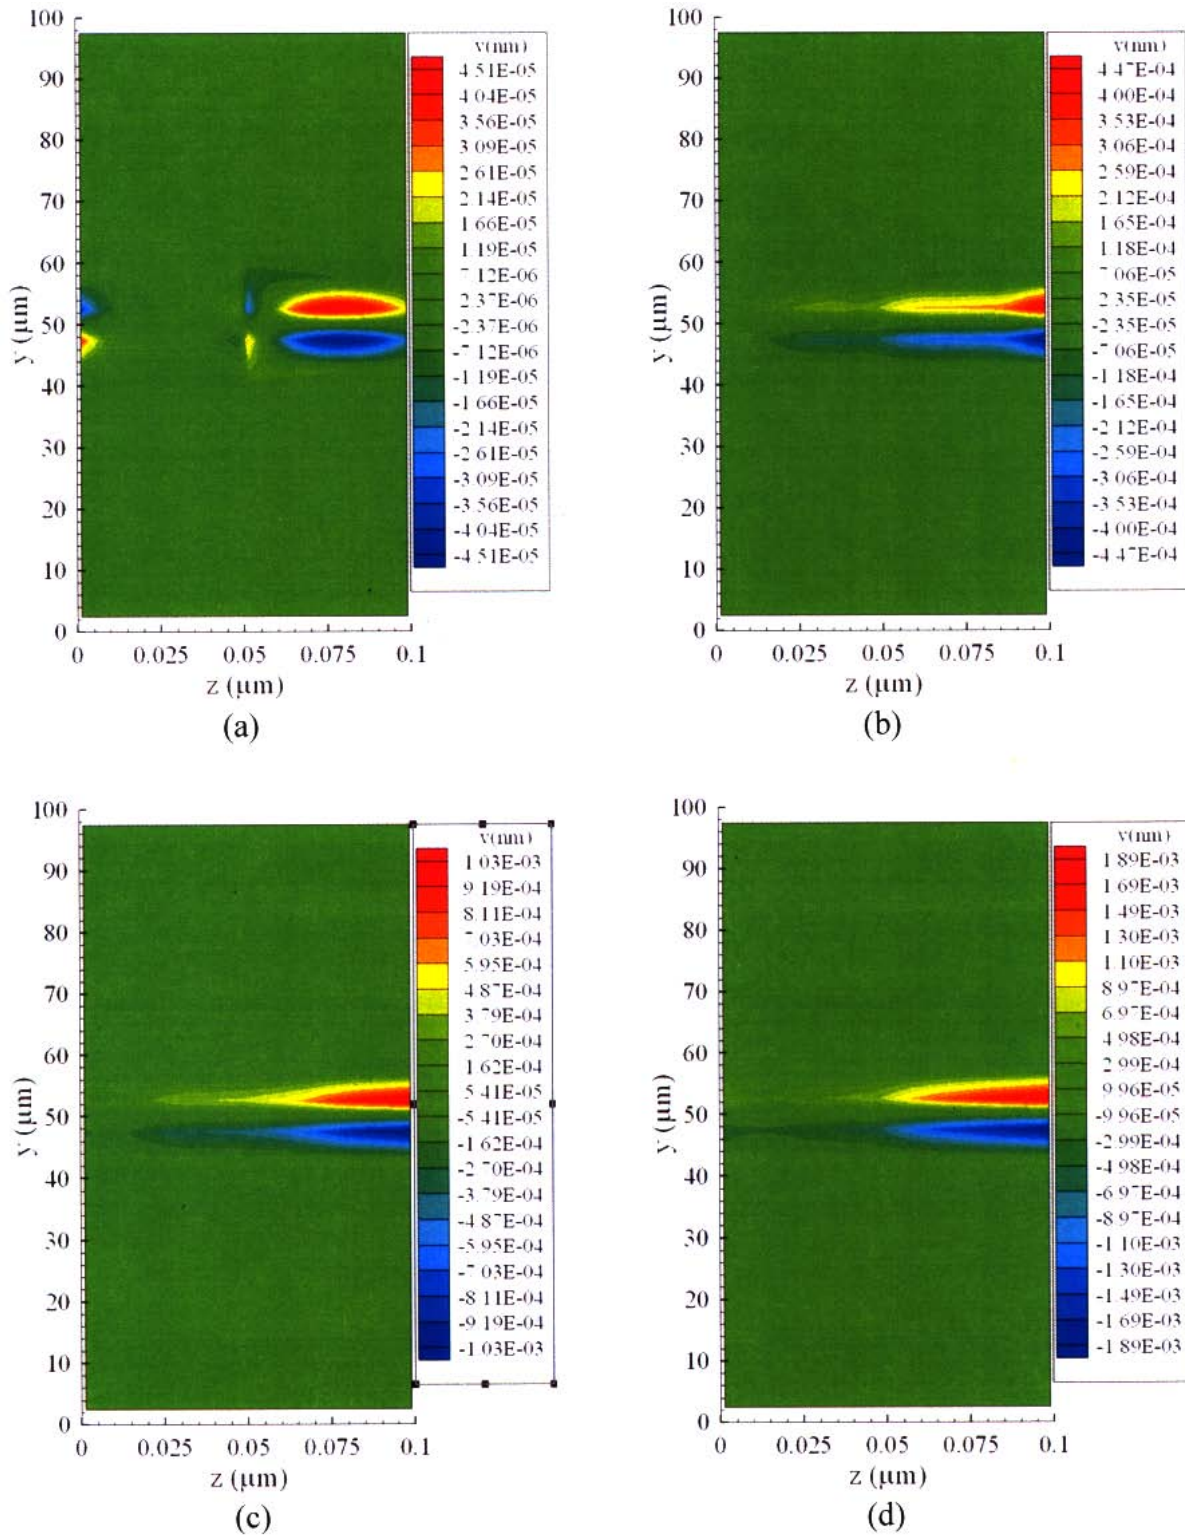 100
90
80
70
60
50
40
30
20
10
0
y (μm)
0 0.025 0.05 0.075 0.1
z (μm)
v(nm)
4 51E-05
4 04E-05
3 56E-05
3 09E-05
2 61E-05
2 14E-05
1 66E-05
1 19E-05
7 12E-06
2 37E-06
-2 37E-06
-7 12E-06
-1 19E-05
-1 66E-05
-2 14E-05
-2 61E-05
-3 09E-05
-3 56E-05
-4 04E-05
-4 51E-05
(a)
100
90
80
70
60
50
40
30
20
10
0
y (μm)
0 0.025 0.05 0.075 0.1
z (μm)
v(nm)
4 47E-04
4 00E-04
3 53E-04
3 06E-04
2 59E-04
2 12E-04
1 65E-04
1 18E-04
7 06E-05
2 35E-05
-2 35E-05
-7 06E-05
-1 18E-04
-1 65E-04
-2 12E-04
-2 59E-04
-3 06E-04
-3 53E-04
-4 00E-04
-4 47E-04
(b)
100
90
80
70
60
50
40
30
20
10
0
y (μm)
0 0.025 0.05 0.075 0.1
z (μm)
v(nm)
1 03E-03
9 19E-04
8 11E-04
7 03E-04
5 95E-04
4 87E-04
3 79E-04
2 70E-04
1 62E-04
5 41E-05
-5 41E-05
-1 62E-04
-2 70E-04
-3 79E-04
-4 87E-04
-5 95E-04
-7 03E-04
-8 11E-04
-9 19E-04
-1 03E-03
(c)
100
90
80
70
60
50
40
30
20
10
0
y (μm)
0 0.025 0.05 0.075 0.1
z (μm)
v(nm)
1 89E-03
1 69E-03
1 49E-03
1 30E-03
1 10E-03
8 97E-04
6 97E-04
4 98E-04
2 99E-04
9 96E-05
-9 96E-05
-2 99E-04
-4 98E-04
-6 97E-04
-8 97E-04
-1 10E-03
-1 30E-03
-1 49E-03
-1 69E-03
-1 89E-03
(d)